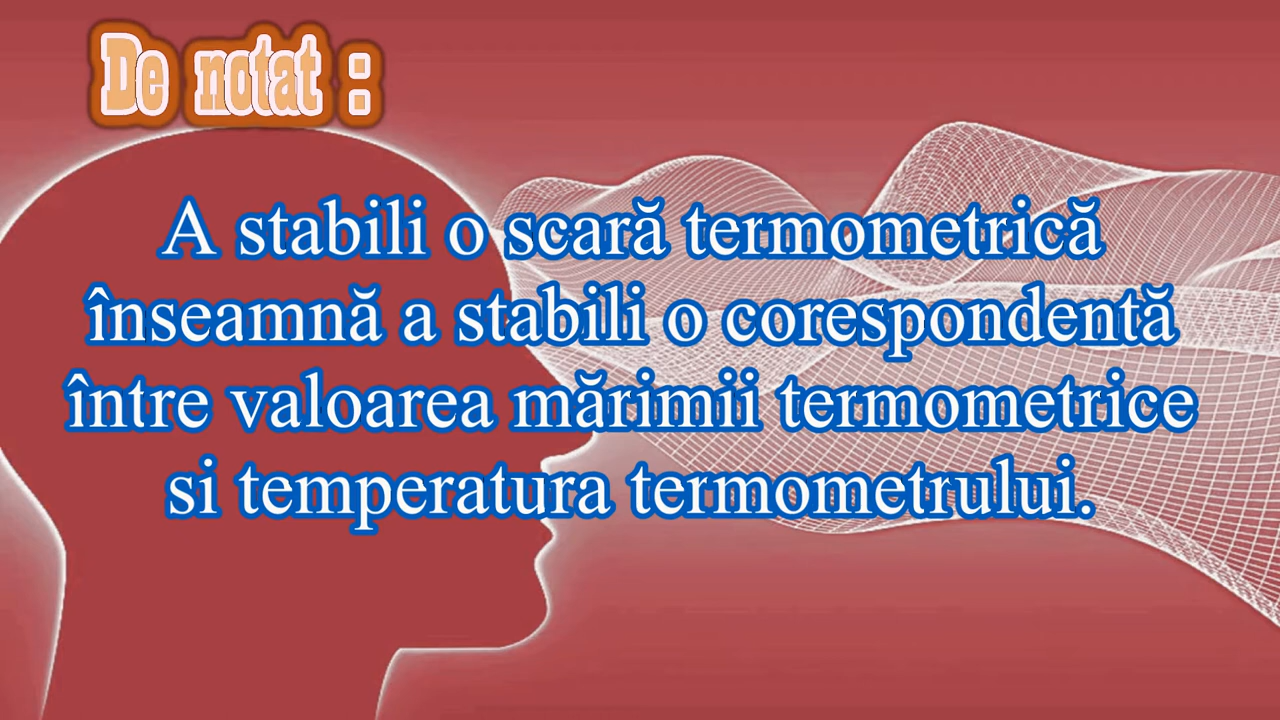 De notat :
A stabili o scară termometrică
înseamnă a stabili o corespondentă
între valoarea mărimii termometrice
si temperatura termometrului.